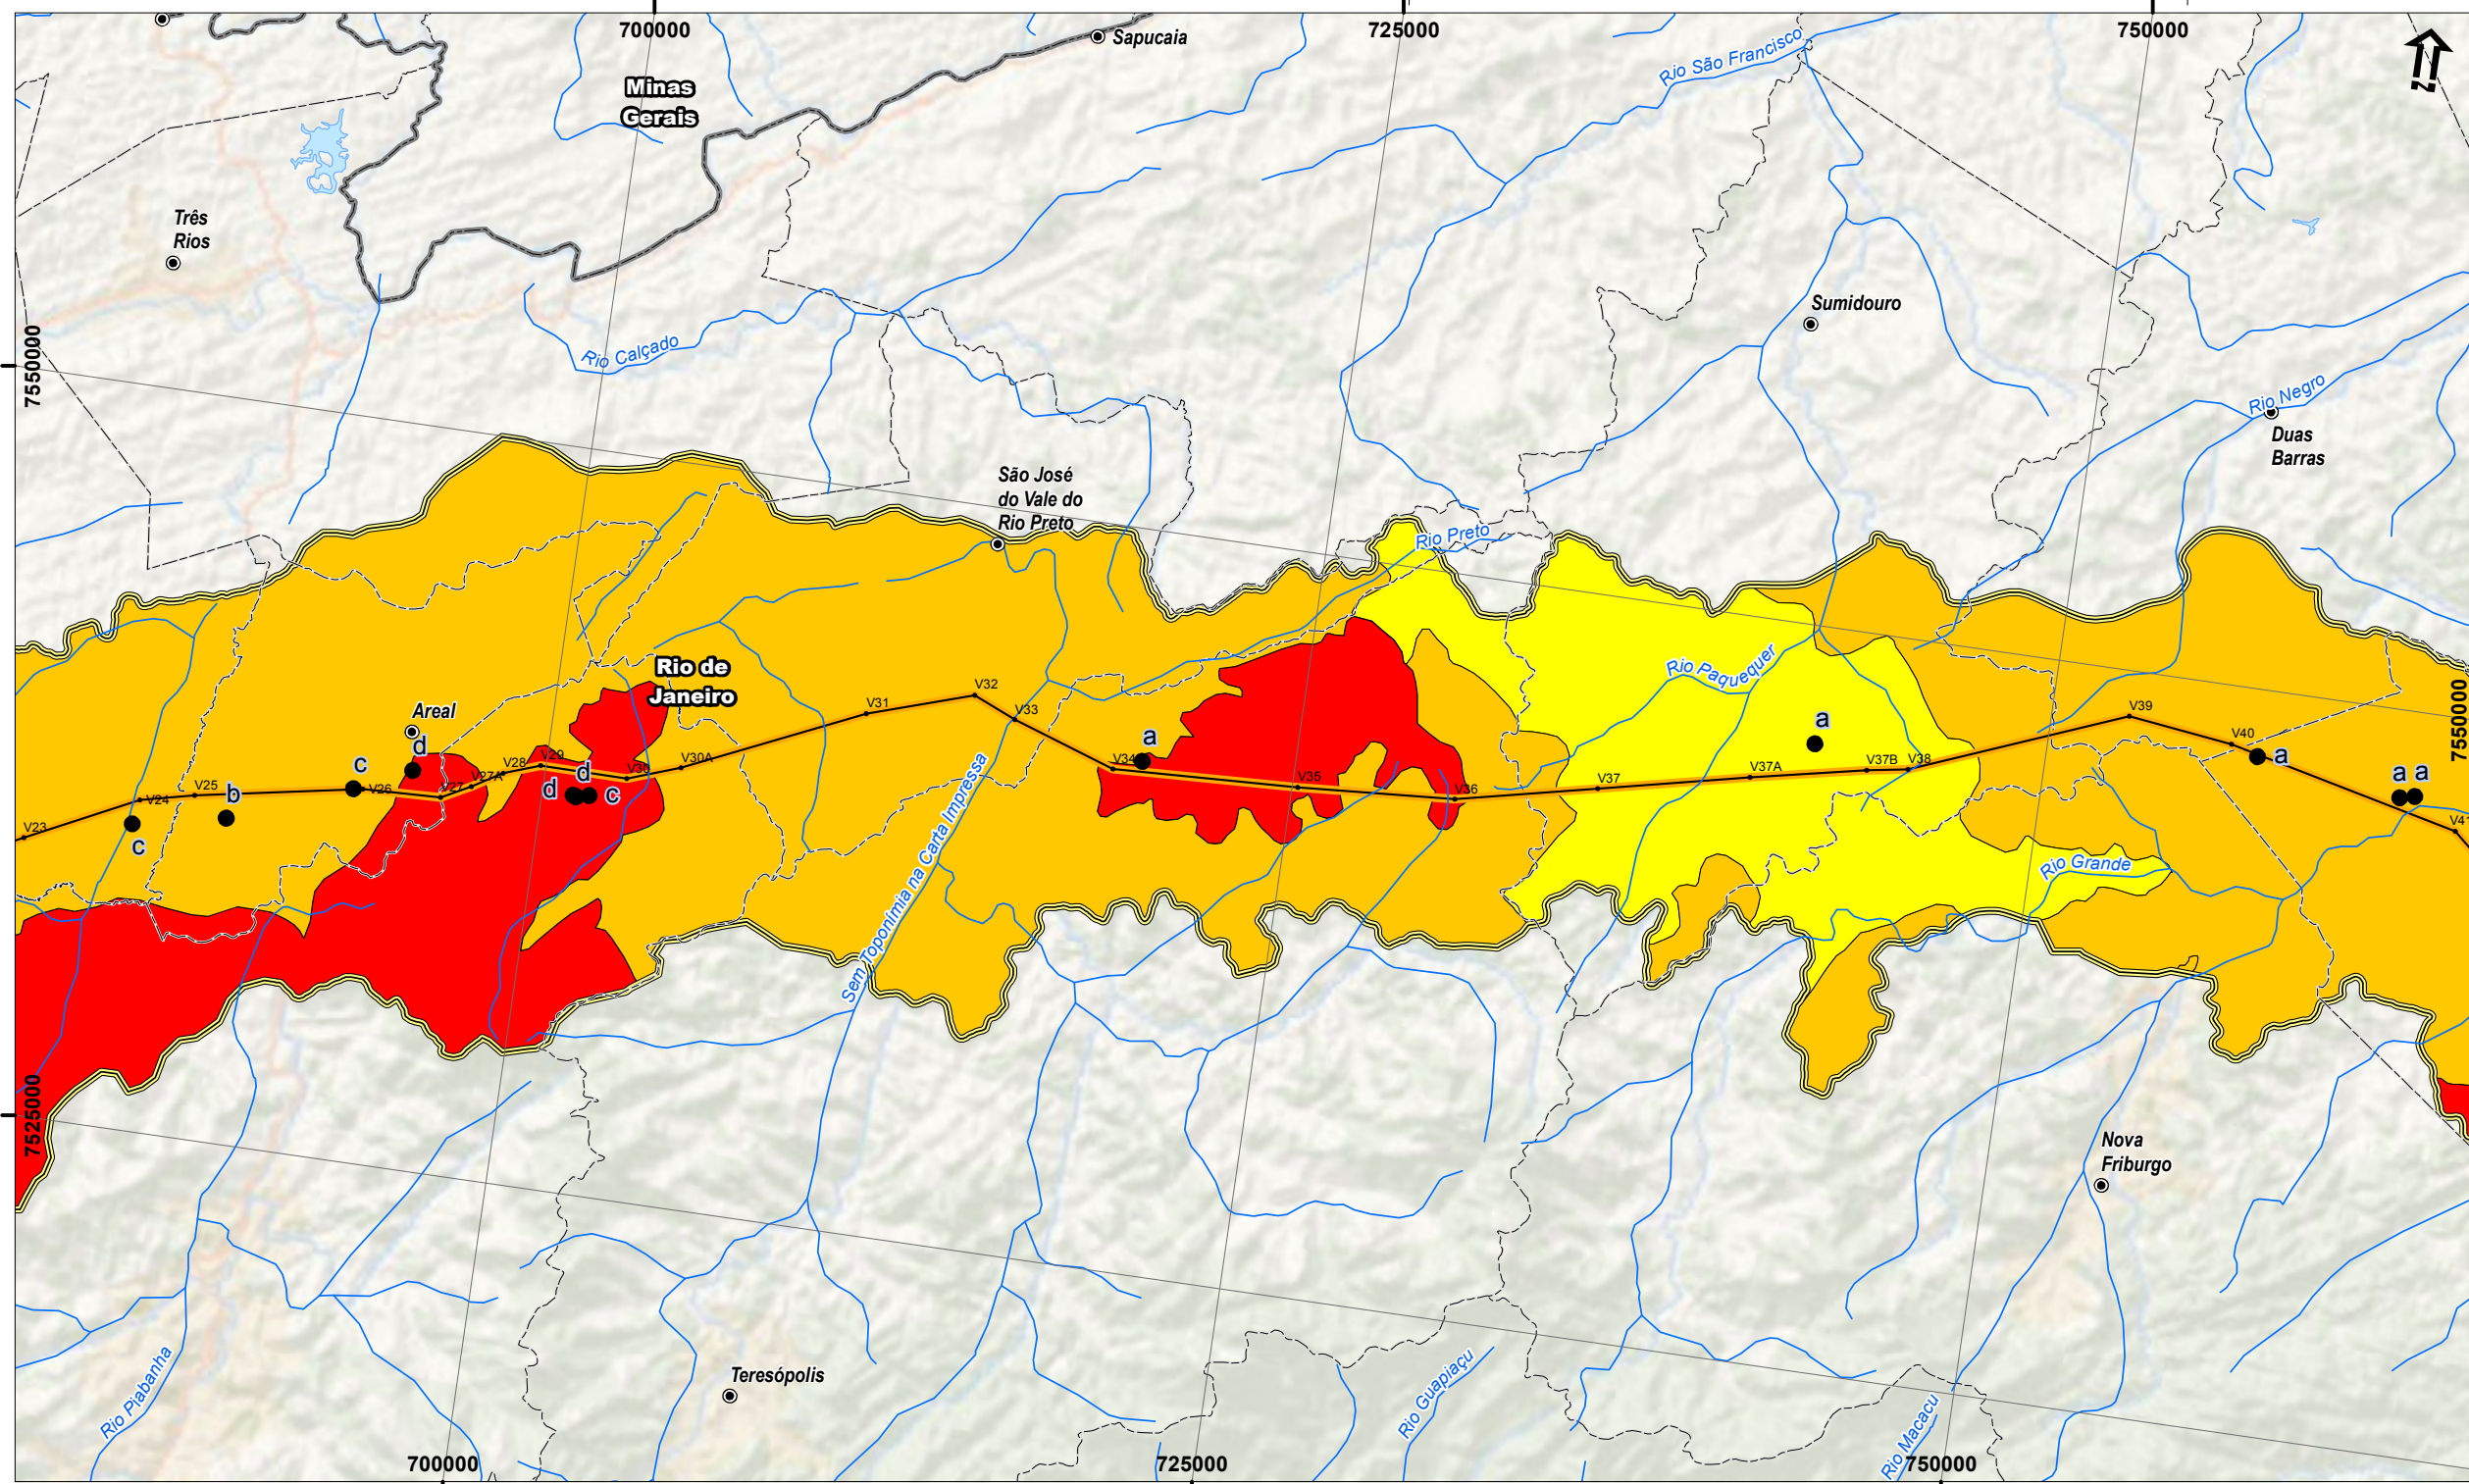 700000
725000
750000
N
Sapucaia
Rio São Francisco
Minas
Gerais
Três
Rios
Sumidouro
7550000
Rio Calçado
Rio Negro
Duas
Barras
São José
do Vale do
Rio Preto
Rio Preto
Rio de
Janeiro
Rio Paquequer
7550000
Areal
V32
V31
V33
V39
V40
a
a
a
d
c
V30A
V34
V29
V28
V27A
V27
V26
V25
V24
V23
b
c
d
d
c
V30
V35
V36
V37
V37A
V37B
V38
a
a
V41
Rio Grande
Sem Toponímia na Carta Impressa
7525000
Nova
Friburgo
Teresópolis
Rio Piabanha
Rio Guapiaçu
Rio Macacu
700000
725000
750000